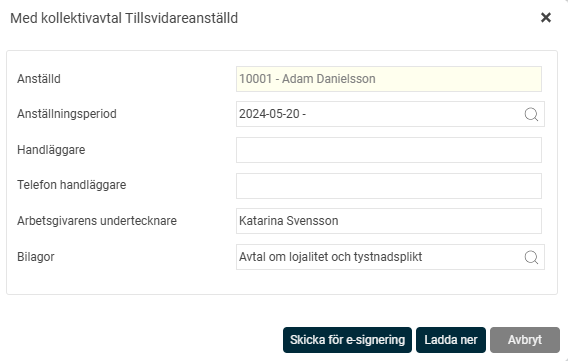 Med kollektivavtal Tillsvidareanställd
Anställd
10001 - Adam Danielsson
Anställningsperiod
2024-05-20 -
Handläggare
Telefon handläggare
Arbetsgivarens undertecknare
Katarina Svensson
Bilagor
Avtal om lojalitet och tystnadsplikt
Skicka för e-signering
Ladda ner
Avbryt